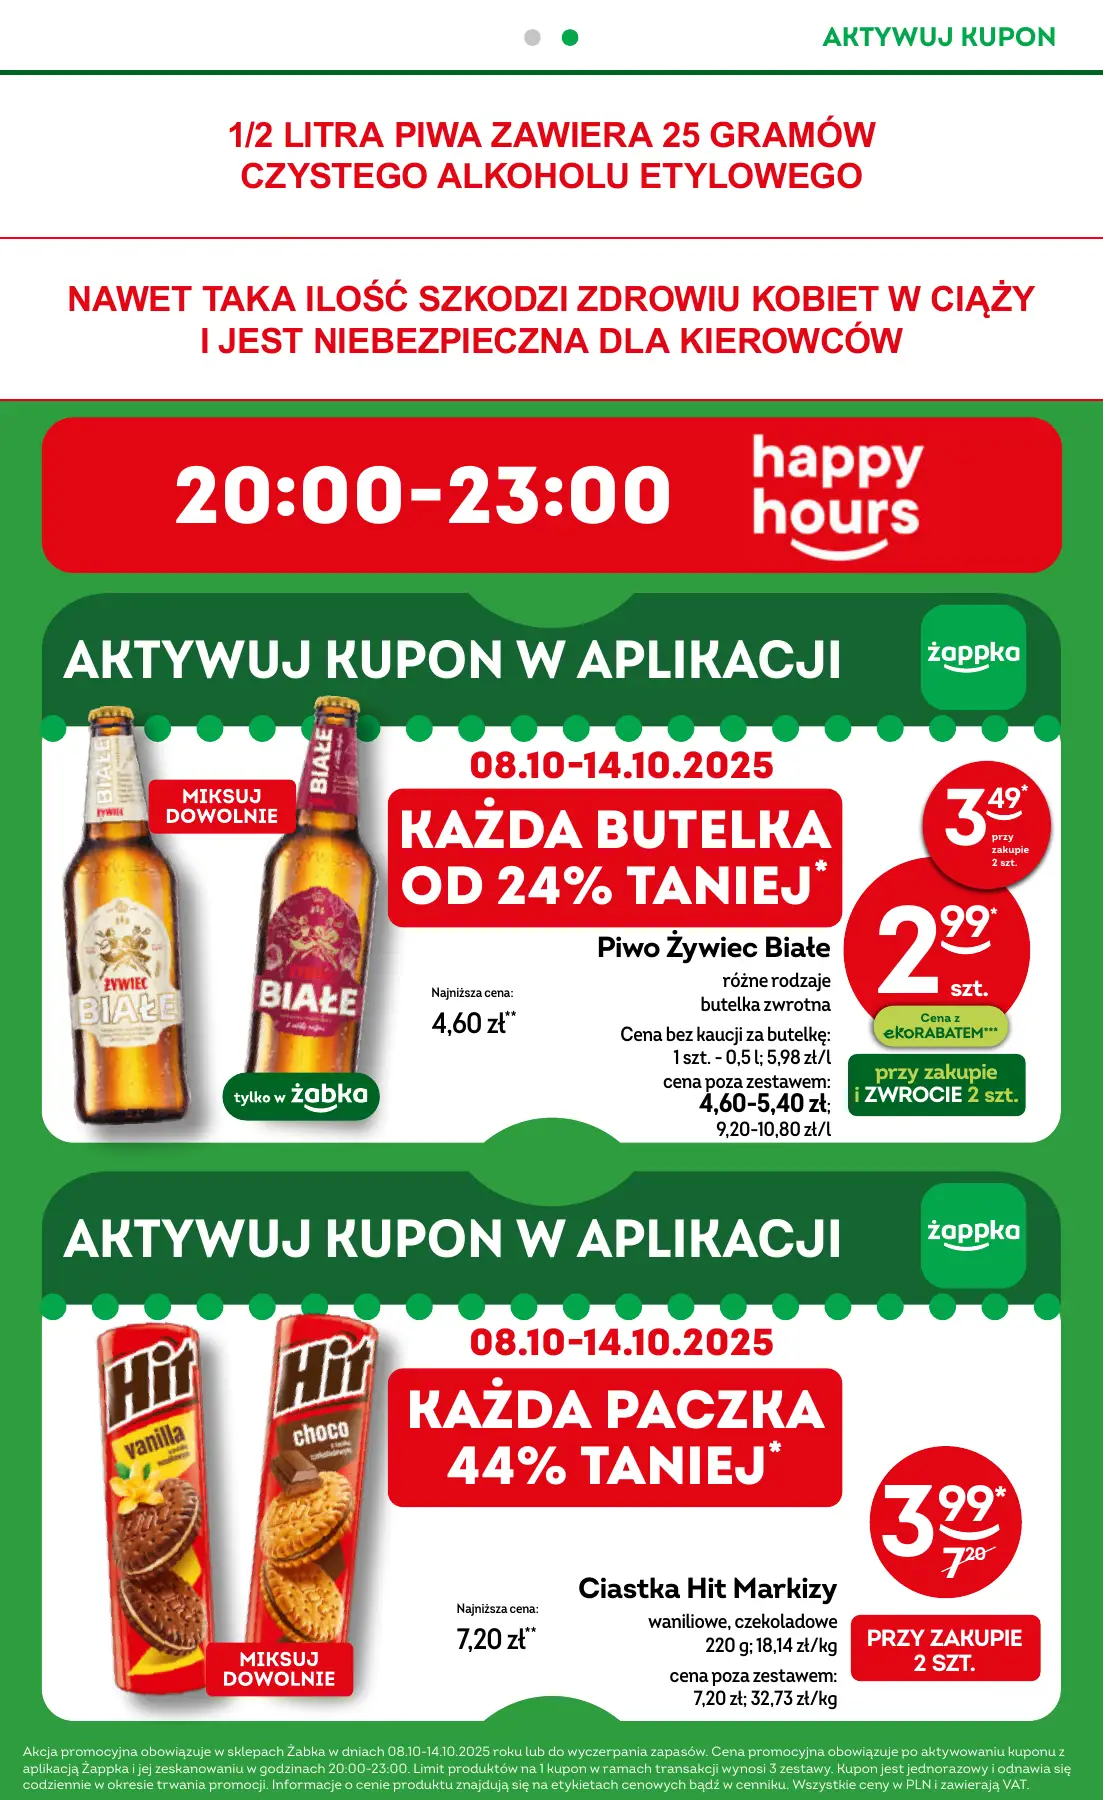 AKTYWUJ KUPON
1/2 LITRA PIWA ZAWIERA 25 GRAMÓW
CZYSTEGO ALKOHOLU ETYLOWEGO
NAWET TAKA ILOŚĆ SZKODZI ZDROWIU KOBIET W CIĄŻY
I JEST NIEBEZPIECZNA DLA KIEROWCÓW
20:00-23:00
happy
hours
AKTYWUJ KUPON W APLIKACJI
żappka
08.10-14.10.2025
MIKSUJ
DOWOLNIE
KAŻDA BUTELKA
OD 24% TANIEJ*
BIAŁE
ŻYWIEC
BIAŁE
ŻYWIEC
BIAŁE
BIAŁE
tylko w żabka
Piwo Żywiec Białe
różne rodzaje
butelka zwrotna
Najniższa cena:
4,60 zł**
Cena bez kaucji za butelkę:
1 szt. - 0,5 l; 5,98 zł/l
cena poza zestawem:
4,60-5,40 zł;
9,20-10,80 zł/l
3 49*
przy
zakupie
2 szt.
2 99*
szt.
Cena z
ekoRABATEM***
przy zakupie
i ZWROCIE 2 szt.
AKTYWUJ KUPON W APLIKACJI
żappka
08.10-14.10.2025
KAŻDA PACZKA
44% TANIEJ*
Hit
vanilla
Hit
choco
MIKSUJ
DOWOLNIE
Ciastka Hit Markizy
waniliowe, czekoladowe
220 g; 18,14 zł/kg
cena poza zestawem:
7,20 zł; 32,73 zł/kg
Najniższa cena:
7,20 zł**
3 99*
7 20
PRZY ZAKUPIE
2 SZT.
Akcja promocyjna obowiązuje w sklepach Żabka w dniach 08.10-14.10.2025 roku lub do wyczerpania zapasów. Cena promocyjna obowiązuje po aktywowaniu kuponu z
aplikacją Żappka i jej zeskanowaniu w godzinach 20:00-23:00. Limit produktów na 1 kupon w ramach transakcji wynosi 3 zestawy. Kupon jest jednorazowy i odnawia się
codziennie w okresie trwania promocji. Informacje o cenie produktu znajdują się na etykietach cenowych bądź w cenniku. Wszystkie ceny w PLN i zawierają VAT.